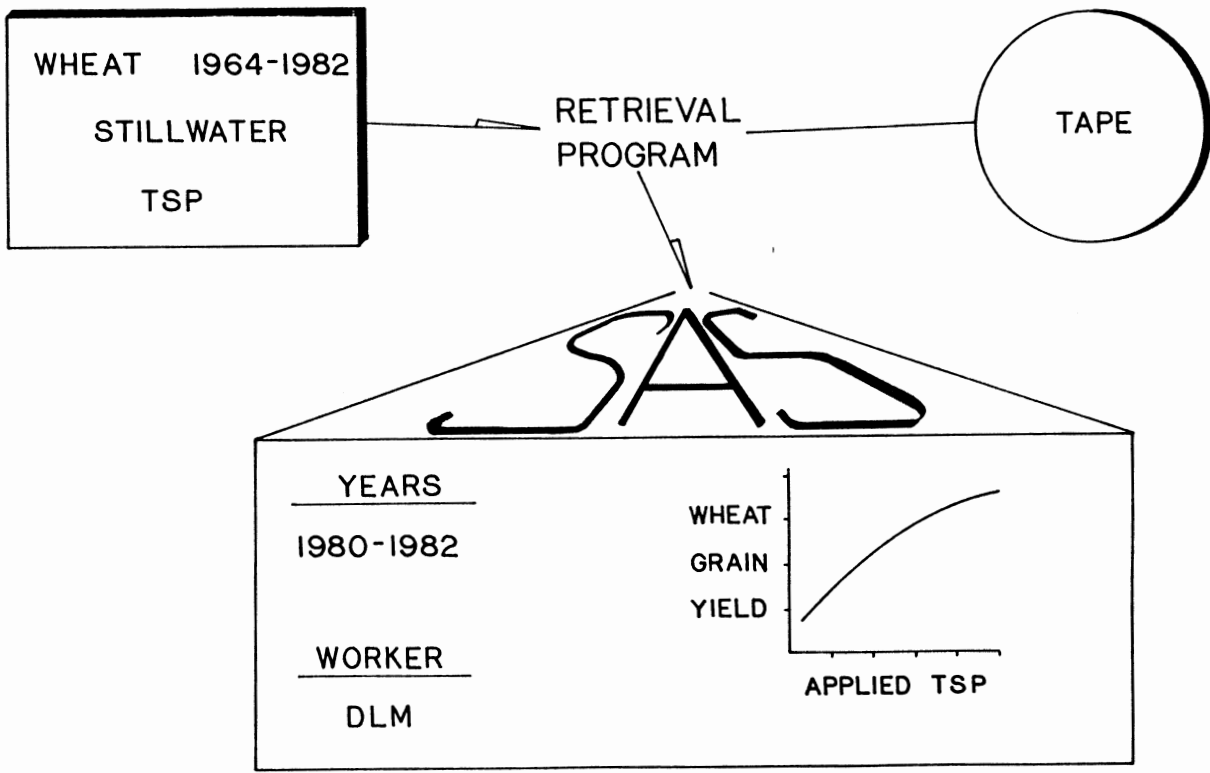 WHEAT 1964-1982
STILLWATER
TSP
RETRIEVAL
PROGRAM
TAPE
SAS
YEARS
1980-1982
WORKER
DLM
WHEAT
GRAIN
YIELD
APPLIED TSP